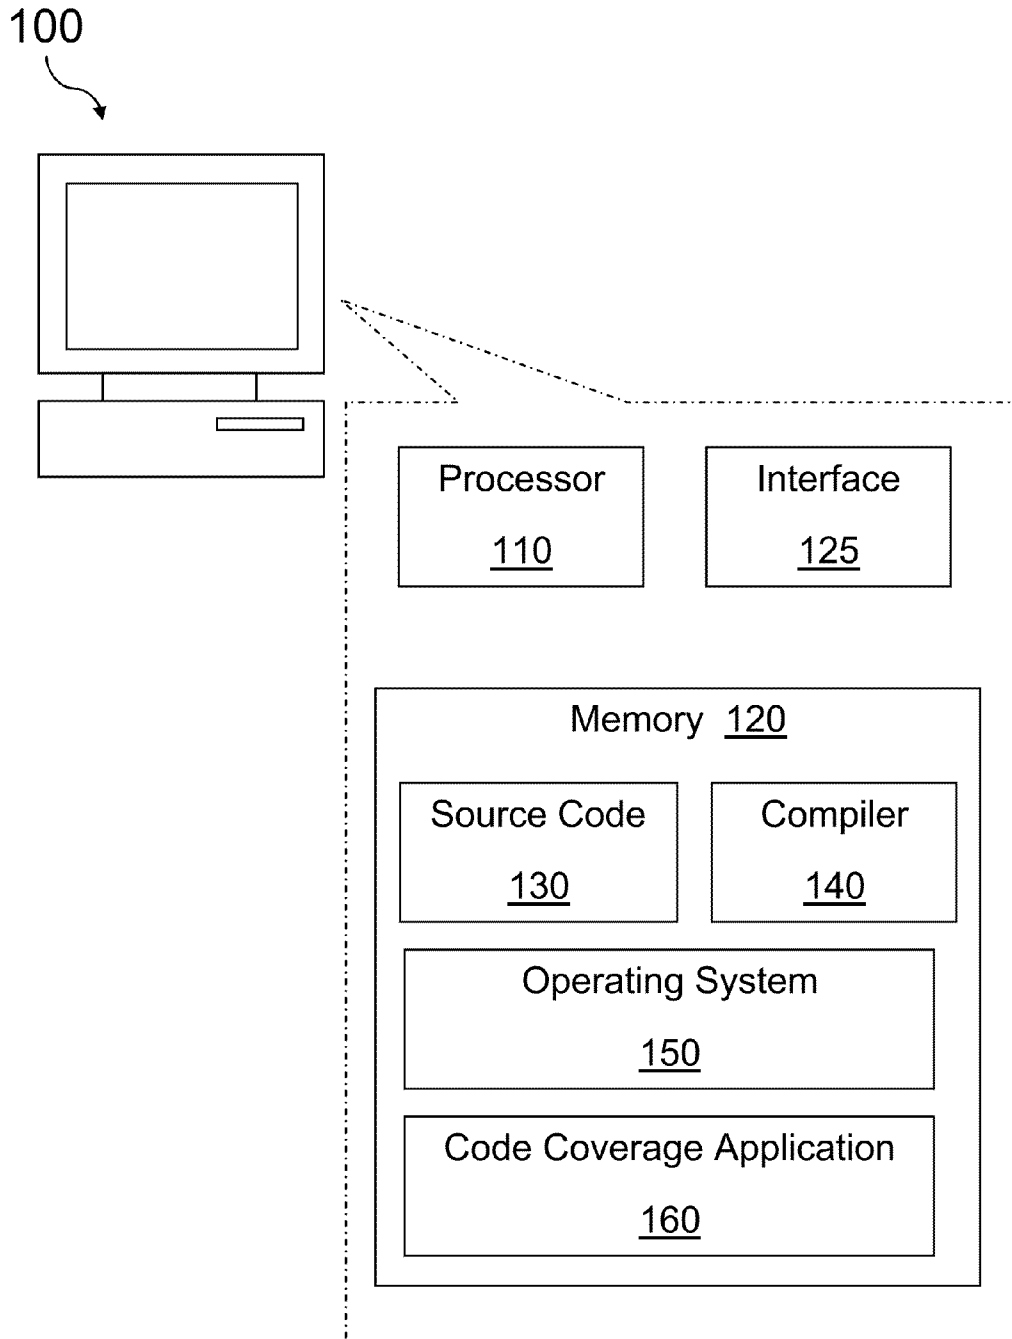 100
Processor
110
Interface
125
Memory 120
Source Code
130
Compiler
140
Operating System
150
Code Coverage Application
160